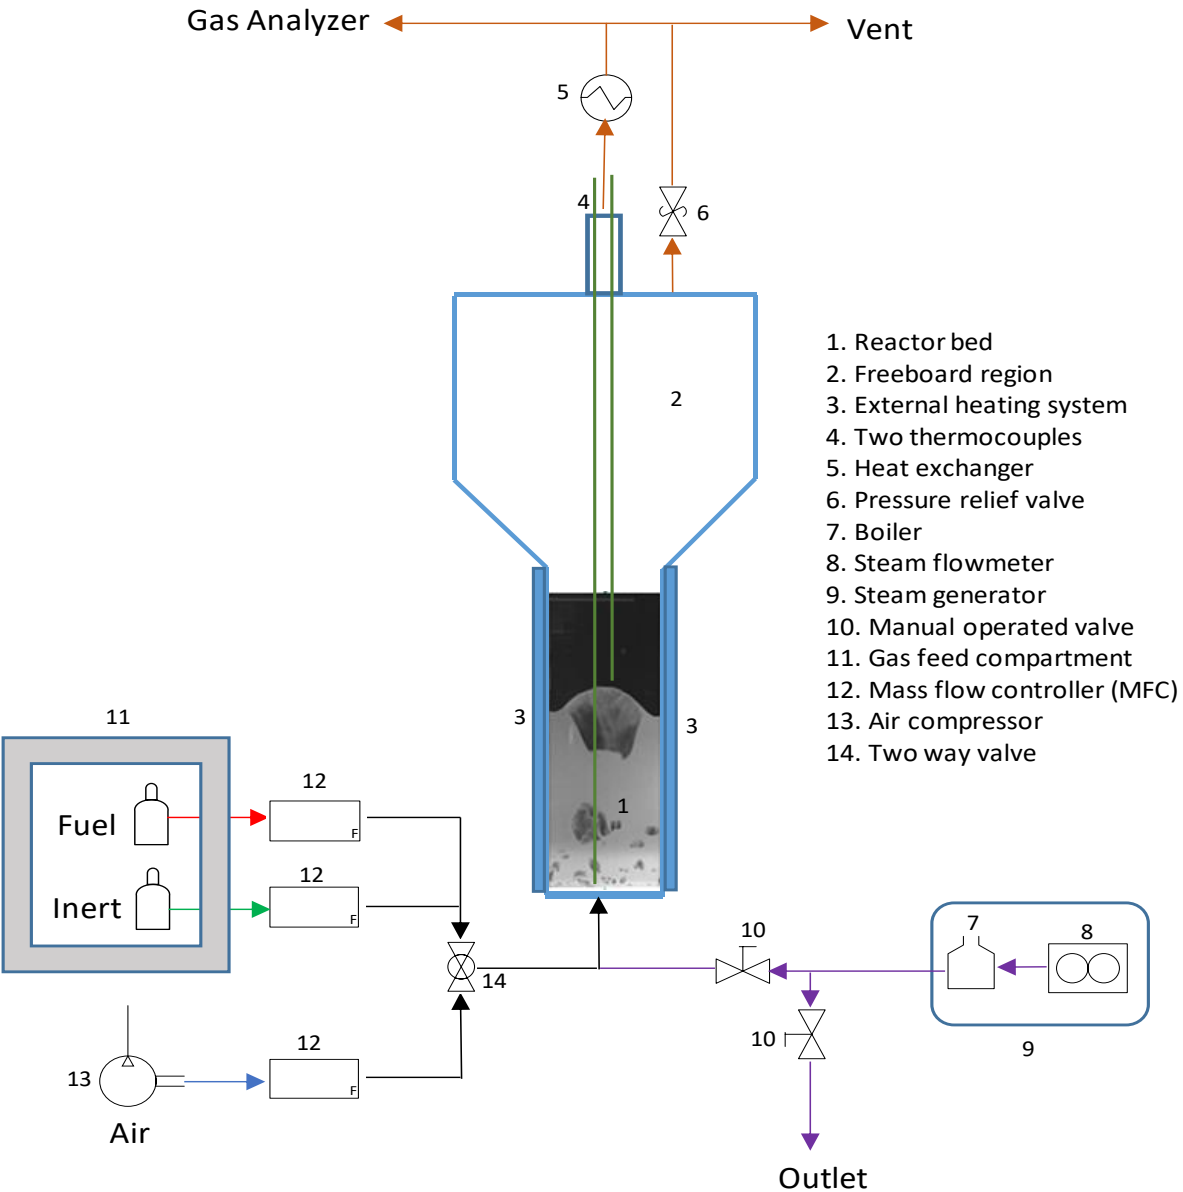 Gas Analyzer
Vent
5
4
6
2
1. Reactor bed
2. Freeboard region
3. External heating system
4. Two thermocouples
5. Heat exchanger
6. Pressure relief valve
7. Boiler
8. Steam flowmeter
9. Steam generator
10. Manual operated valve
11. Gas feed compartment
12. Mass flow controller (MFC)
13. Air compressor
14. Two way valve
11
3
3
12
1
Fuel
F
12
Inert
F
10
7
8
14
12
10
9
13
F
Air
Outlet